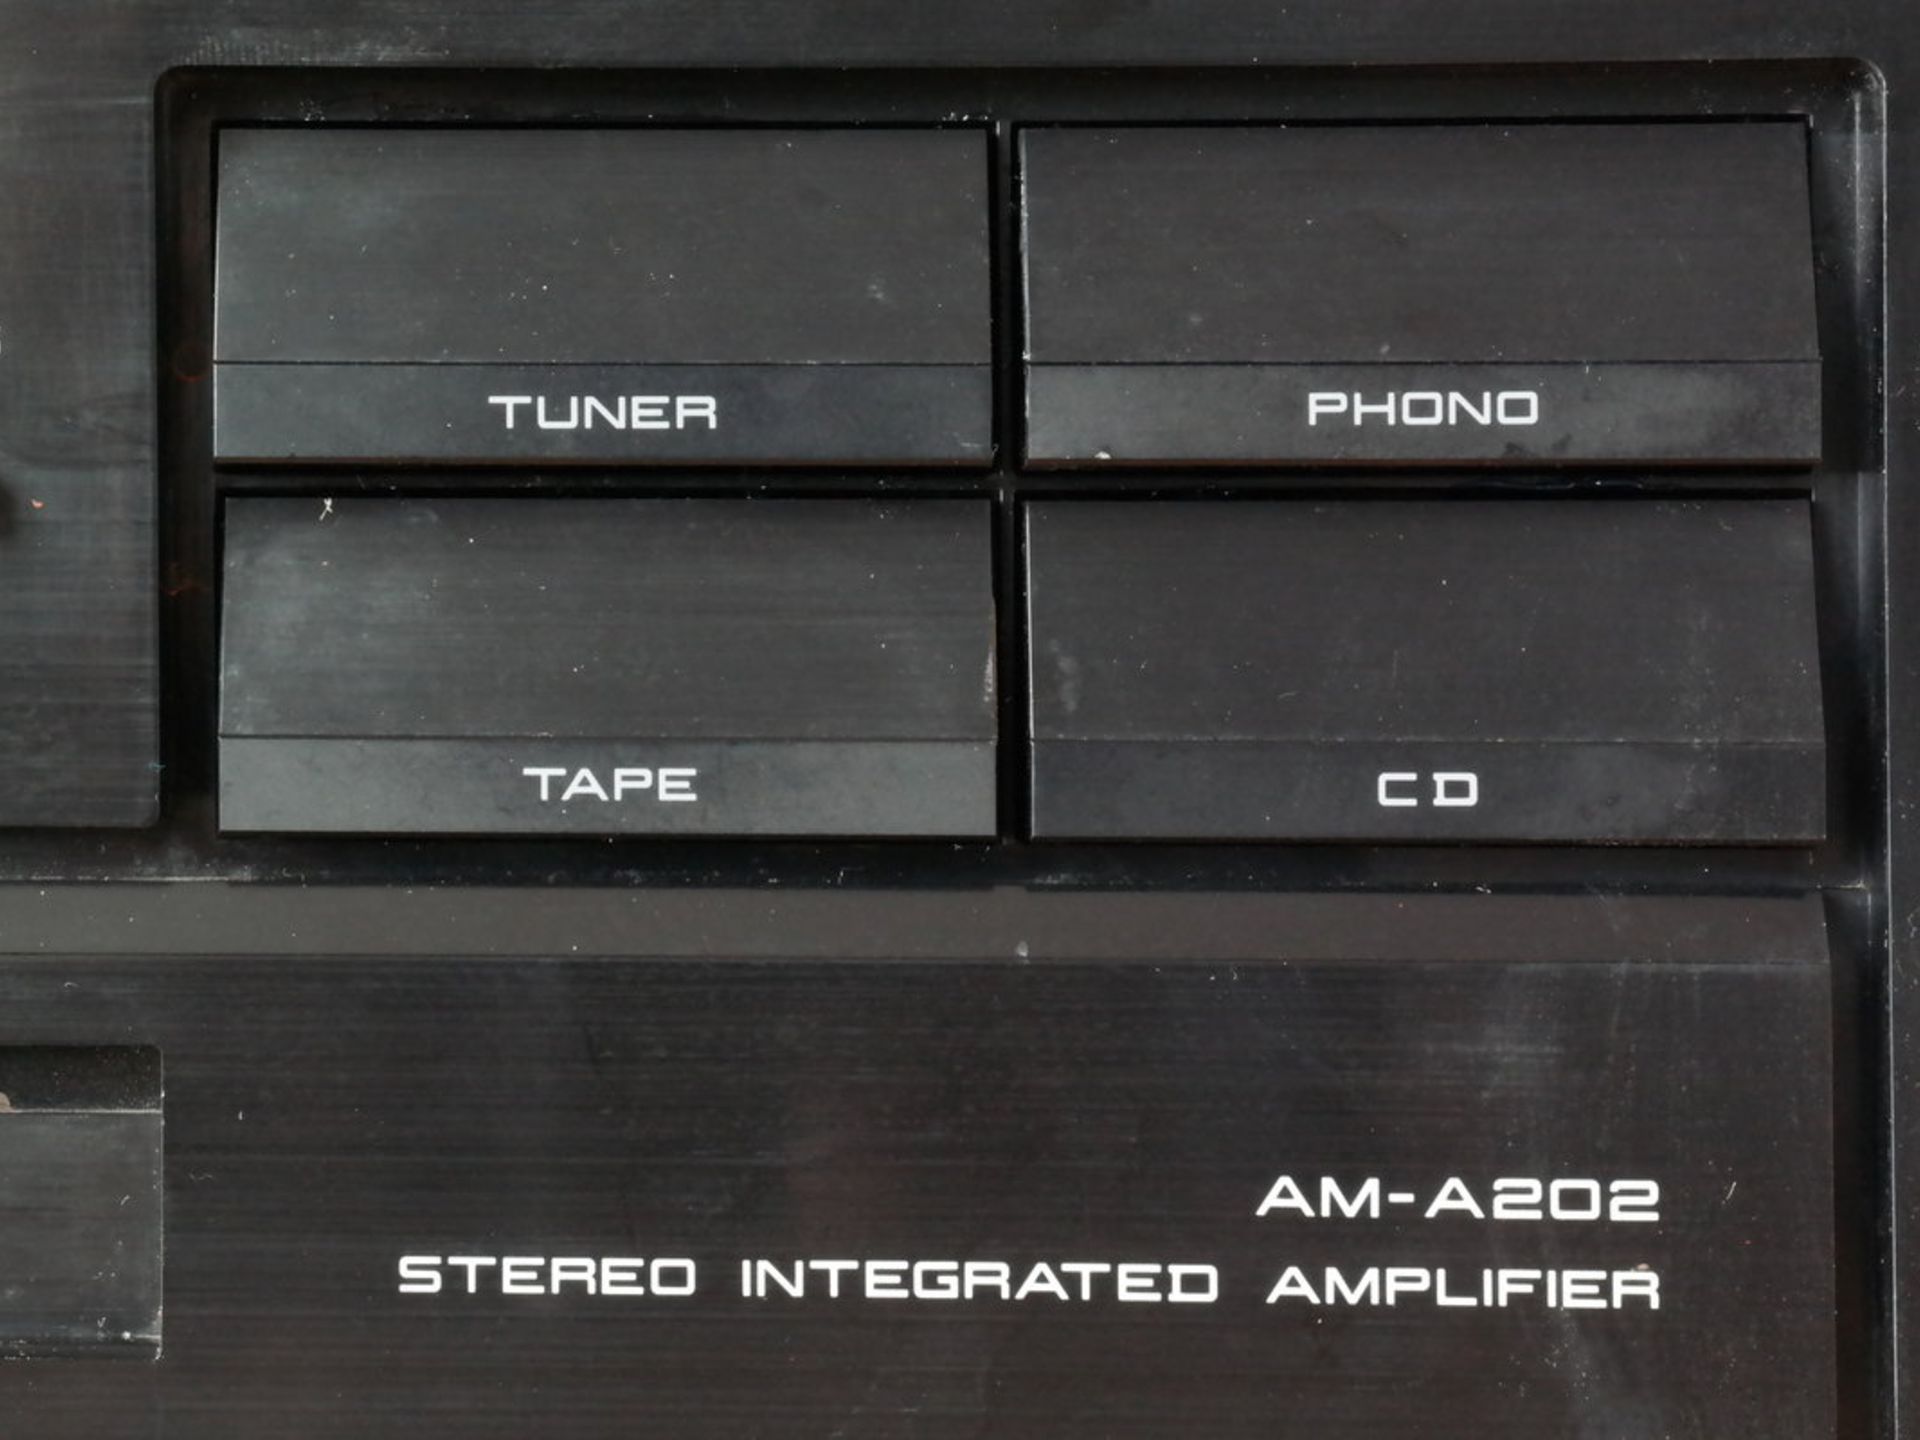 TUNER
PHONO
TAPE
CD
AM-A202
STEREO INTEGRATED AMPLIFIER